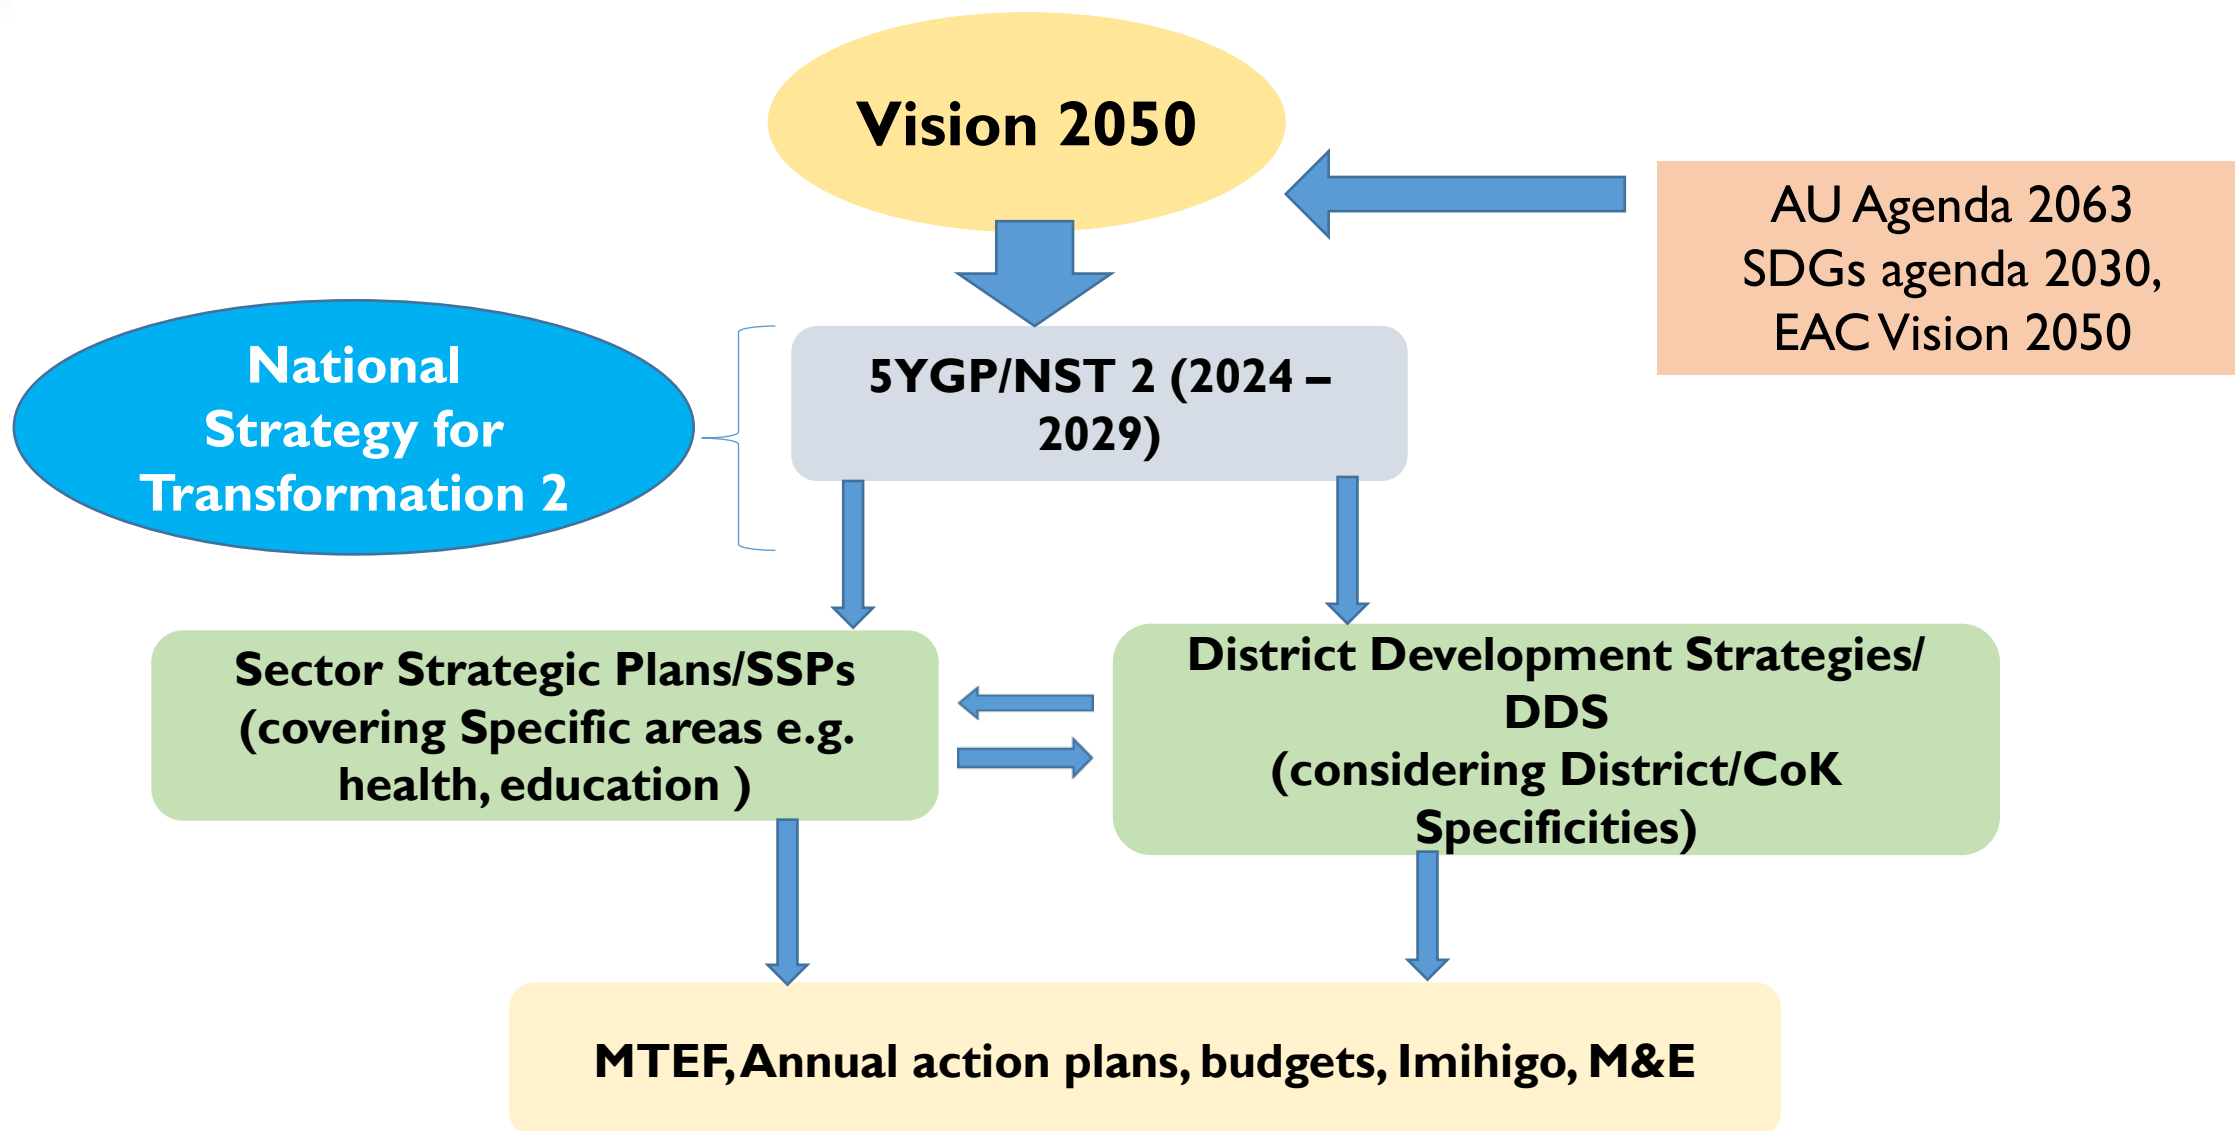 Vision 2050
AU Agenda 2063
SDGs agenda 2030,
EAC Vision 2050
National
Strategy for
Transformation 2
5YGP/NST 2 (2024 –
2029)
Sector Strategic Plans/SSPs
(covering Specific areas e.g.
health, education )
District Development Strategies/
DDS
(considering District/CoK
Specificities)
MTEF, Annual action plans, budgets, Imihigo, M&E